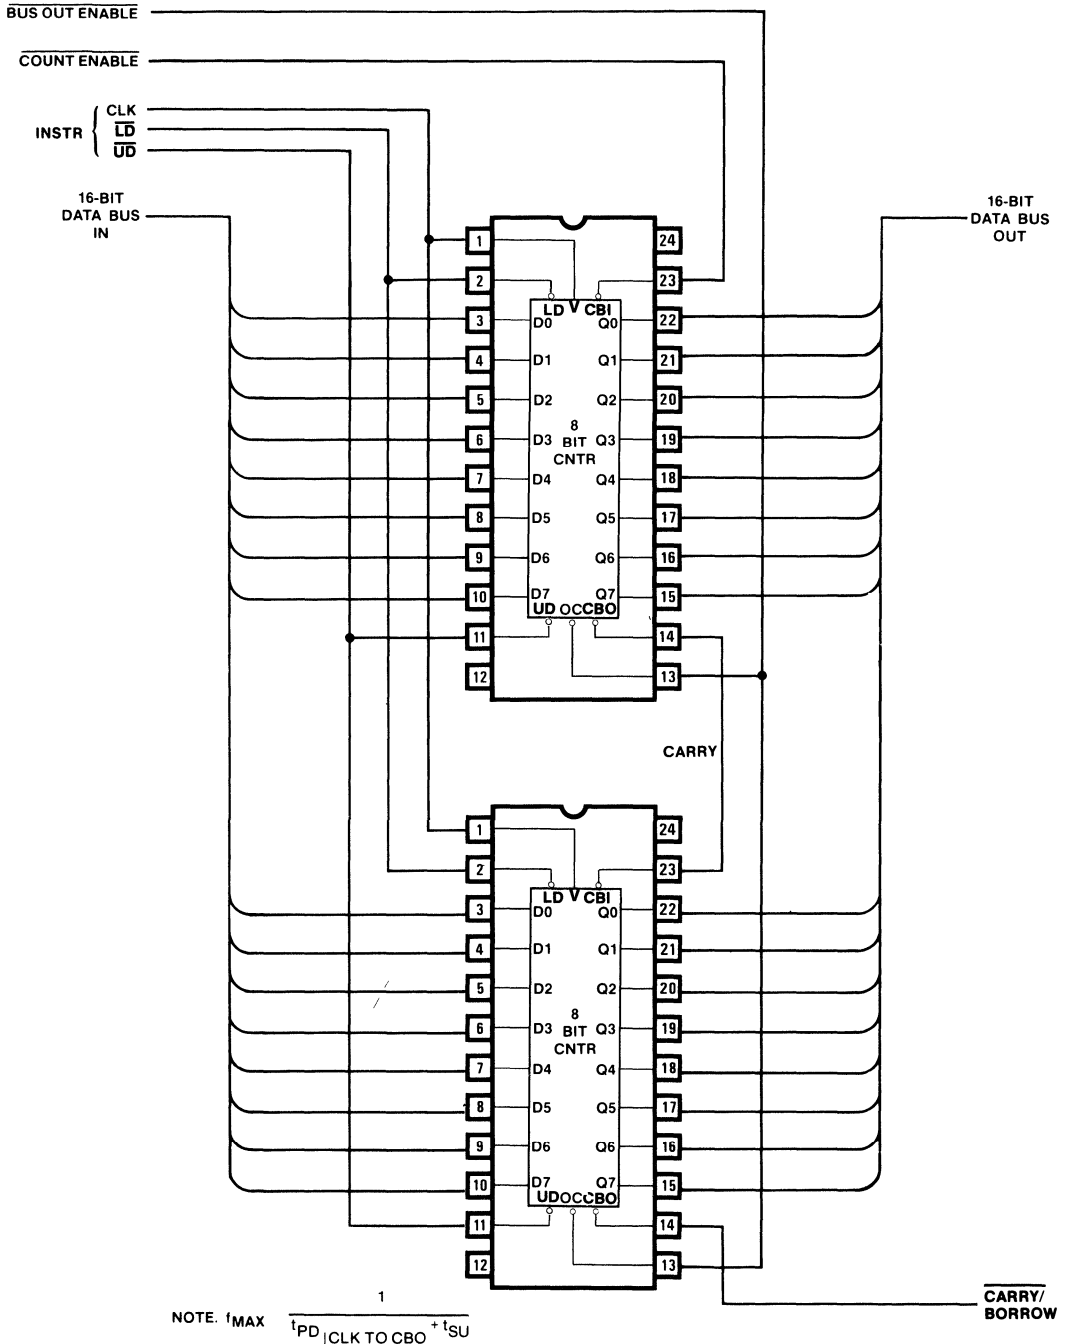 BUS OUT ENABLE
COUNT ENABLE
INSTR { CLK
LD
UD
16-BIT
DATA BUS
IN
16-BIT
DATA BUS
OUT
1 24
2 23
LD V CBI
3 D0 Q0 22
4 D1 Q1 21
5 D2 Q2 20
6 D3 Q3 19
8
BIT
CNTR
7 D4 Q4 18
8 D5 Q5 17
9 D6 Q6 16
10 D7 Q7 15
UD OC CBO
11 14
12 13
CARRY
1 24
2 23
LD V CBI
3 D0 Q0 22
4 D1 Q1 21
5 D2 Q2 20
6 D3 Q3 19
8
BIT
CNTR
7 D4 Q4 18
8 D5 Q5 17
9 D6 Q6 16
10 D7 Q7 15
UD OC CBO
11 14
12 13
CARRY/
BORROW
NOTE. fMAX 1
tPD |CLK TO CBO + tSU